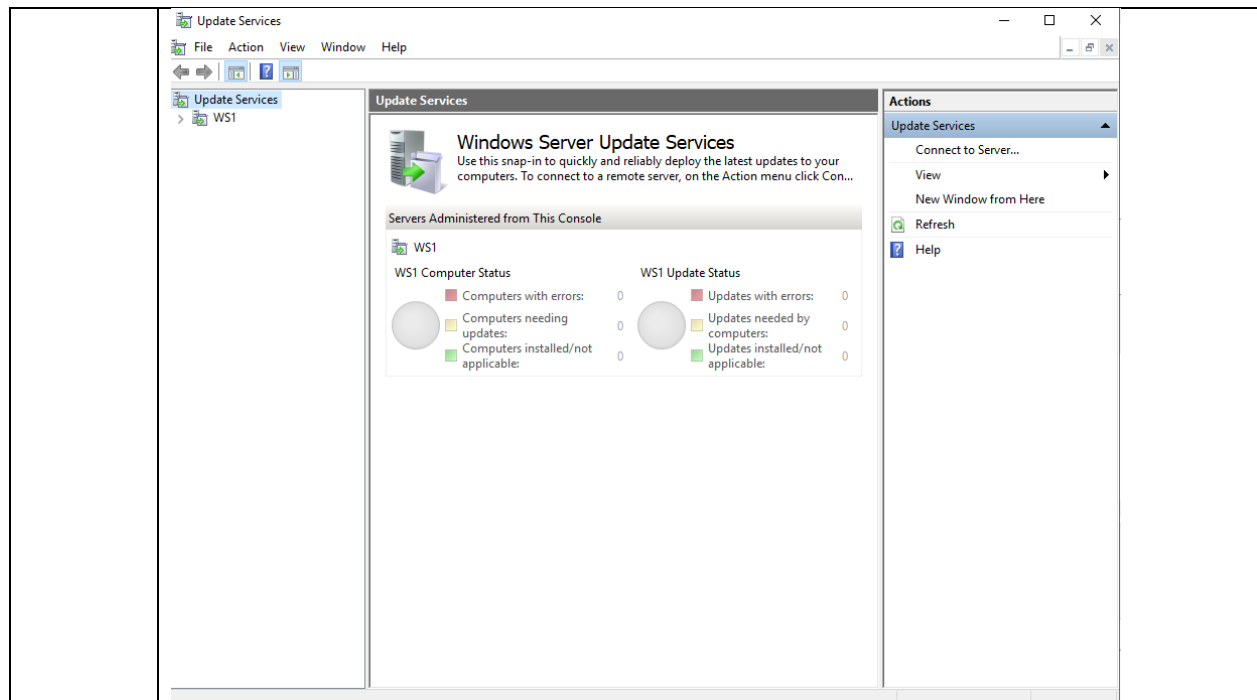 Update Services
File Action View Window Help
Update Services
WS1
Update Services
Windows Server Update Services
Use this snap-in to quickly and reliably deploy the latest updates to your
computers. To connect to a remote server, on the Action menu click Con...
Servers Administered from This Console
WS1
WS1 Computer Status
Computers with errors: 0
Computers needing
updates: 0
Computers installed/not
applicable: 0
WS1 Update Status
Updates with errors: 0
Updates needed by
computers: 0
Updates installed/not
applicable: 0
Actions
Update Services
Connect to Server...
View
New Window from Here
Refresh
Help